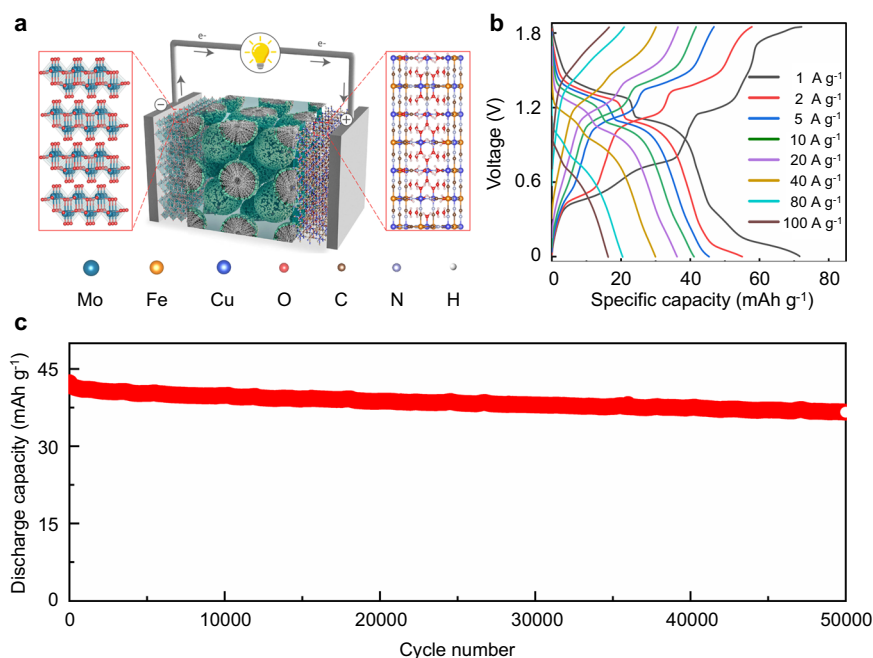 a
e-
e-
−
+
Mo
Fe
Cu
O
C
N
H
b
Voltage (V)
1.8
1.2
0.6
0
0
20
40
60
80
Specific capacity (mAh g⁻¹)
1 A g⁻¹
2 A g⁻¹
5 A g⁻¹
10 A g⁻¹
20 A g⁻¹
40 A g⁻¹
80 A g⁻¹
100 A g⁻¹
c
Discharge capacity (mAh g⁻¹)
45
30
15
0
0
10000
20000
30000
40000
50000
Cycle number